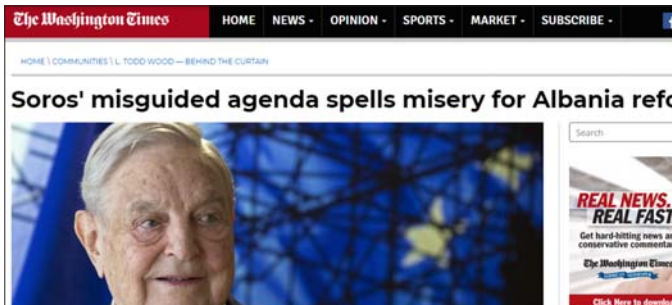 The Washington Times
HOME NEWS - OPINION - SPORTS - MARKET - SUBSCRIBE -
HOME \ COMMUNITIES \ L. TODD WOOD — BEHIND THE CURTAIN
Soros' misguided agenda spells misery for Albania refo
Search
REAL NEWS.
REAL FAST
Get hard-hitting news a
conservative commenta
The Washington Times
Click Here to downlo